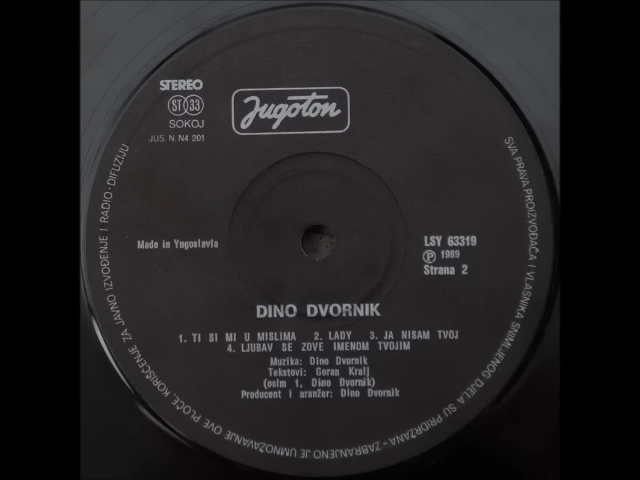 STEREO
ST 33
SOKOJ
JUS. N. N4 201
Jugoton
Made in Yugoslavia
LSY 63319
℗ 1989
Strana 2
DINO DVORNIK
1. TI SI MI U MISLIMA 2. LADY 3. JA NISAM TVOJ
4. LJUBAV SE ZOVE IMENOM TVOJIM
Muzika: Dino Dvornik
Tekstovi: Goran Kralj
(osim 1, Dino Dvornik)
Producent i aranžer: Dino Dvornik
SVA PRAVA PROIZVOĐAČA I VLASNIKA SNIMLJENOG DJELA SU PRIDRŽANA - ZABRANJENO JE UMNOŽAVANJE OVE PLOČE, KORIŠĆENJE ZA JAVNO IZVOĐENJE I RADIO-DIFUZIJU